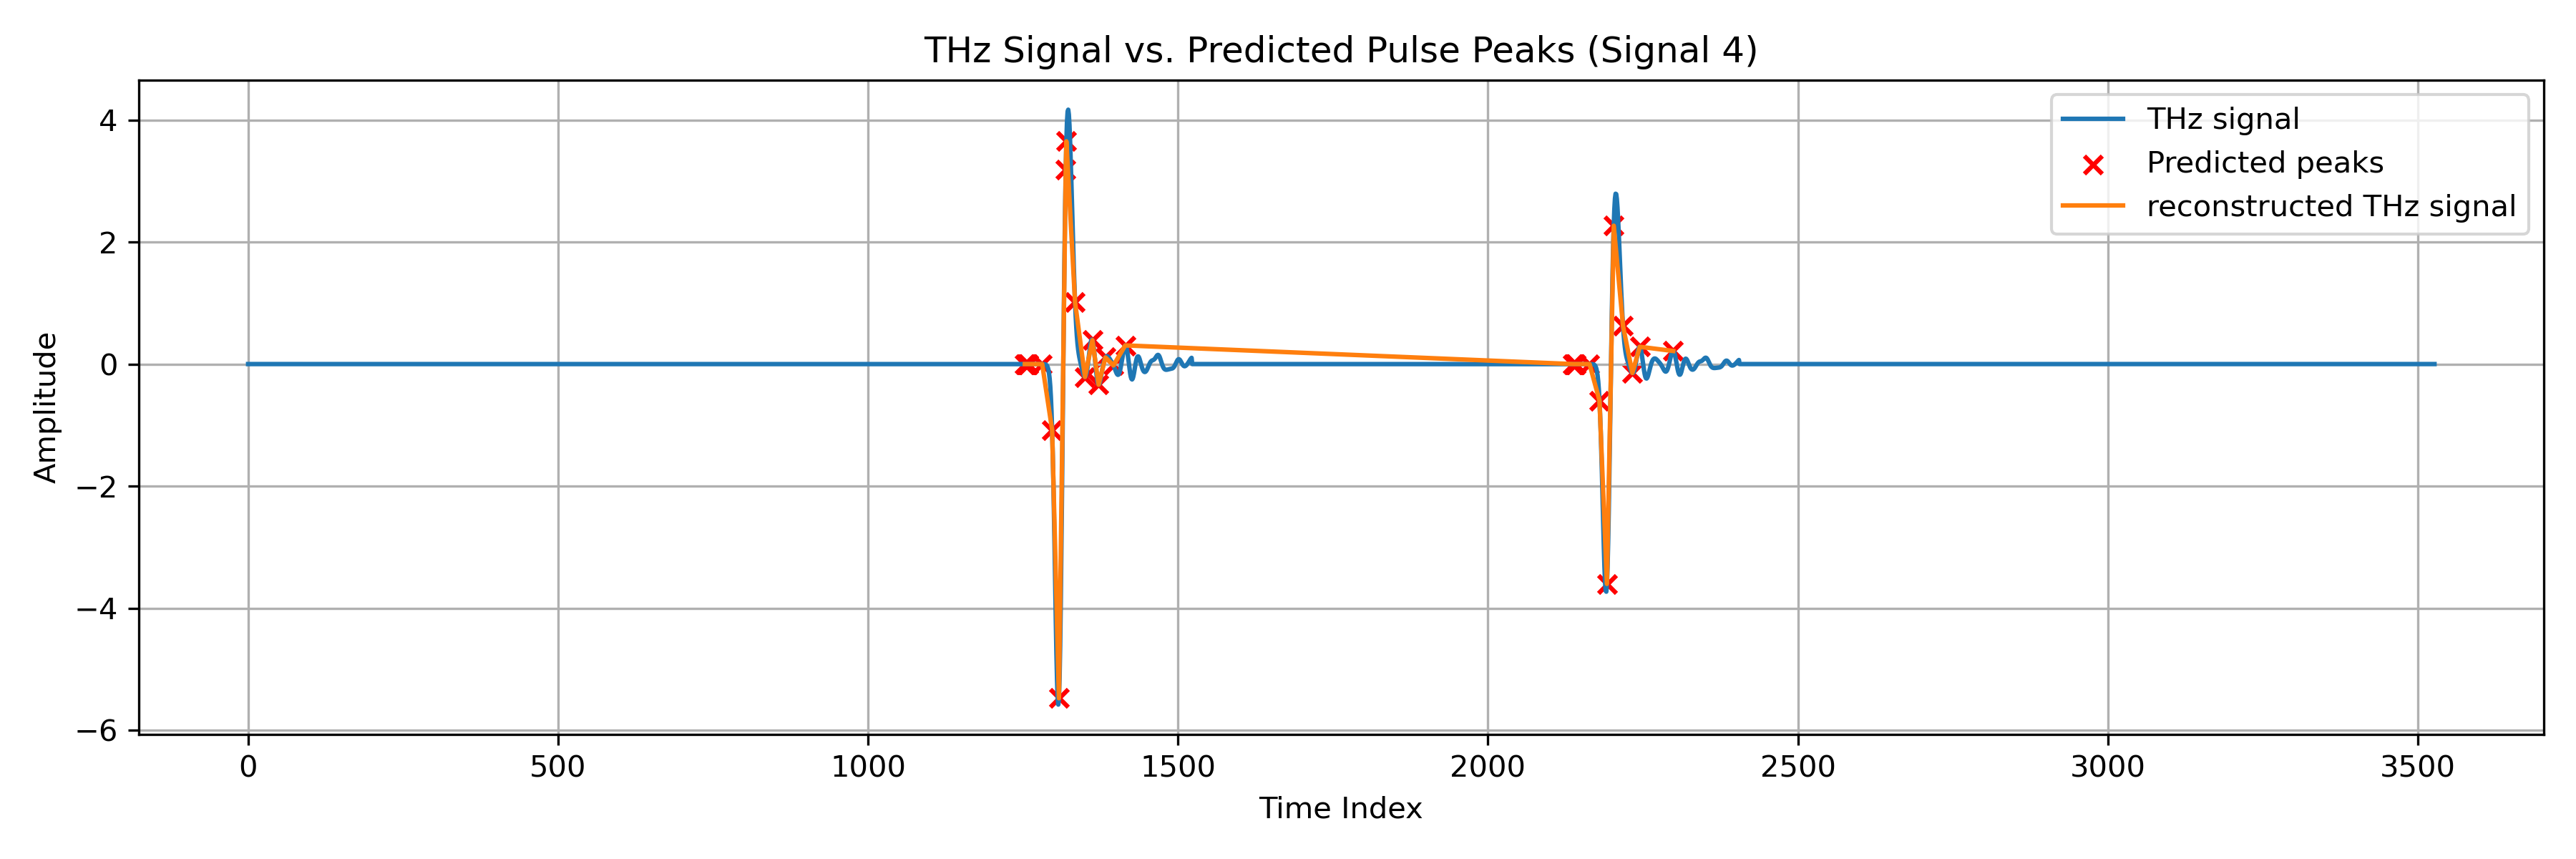 THz Signal vs. Predicted Pulse Peaks (Signal 4)
THz signal
Predicted peaks
reconstructed THz signal
4
2
0
−2
−4
−6
Amplitude
0
500
1000
1500
2000
2500
3000
3500
Time Index